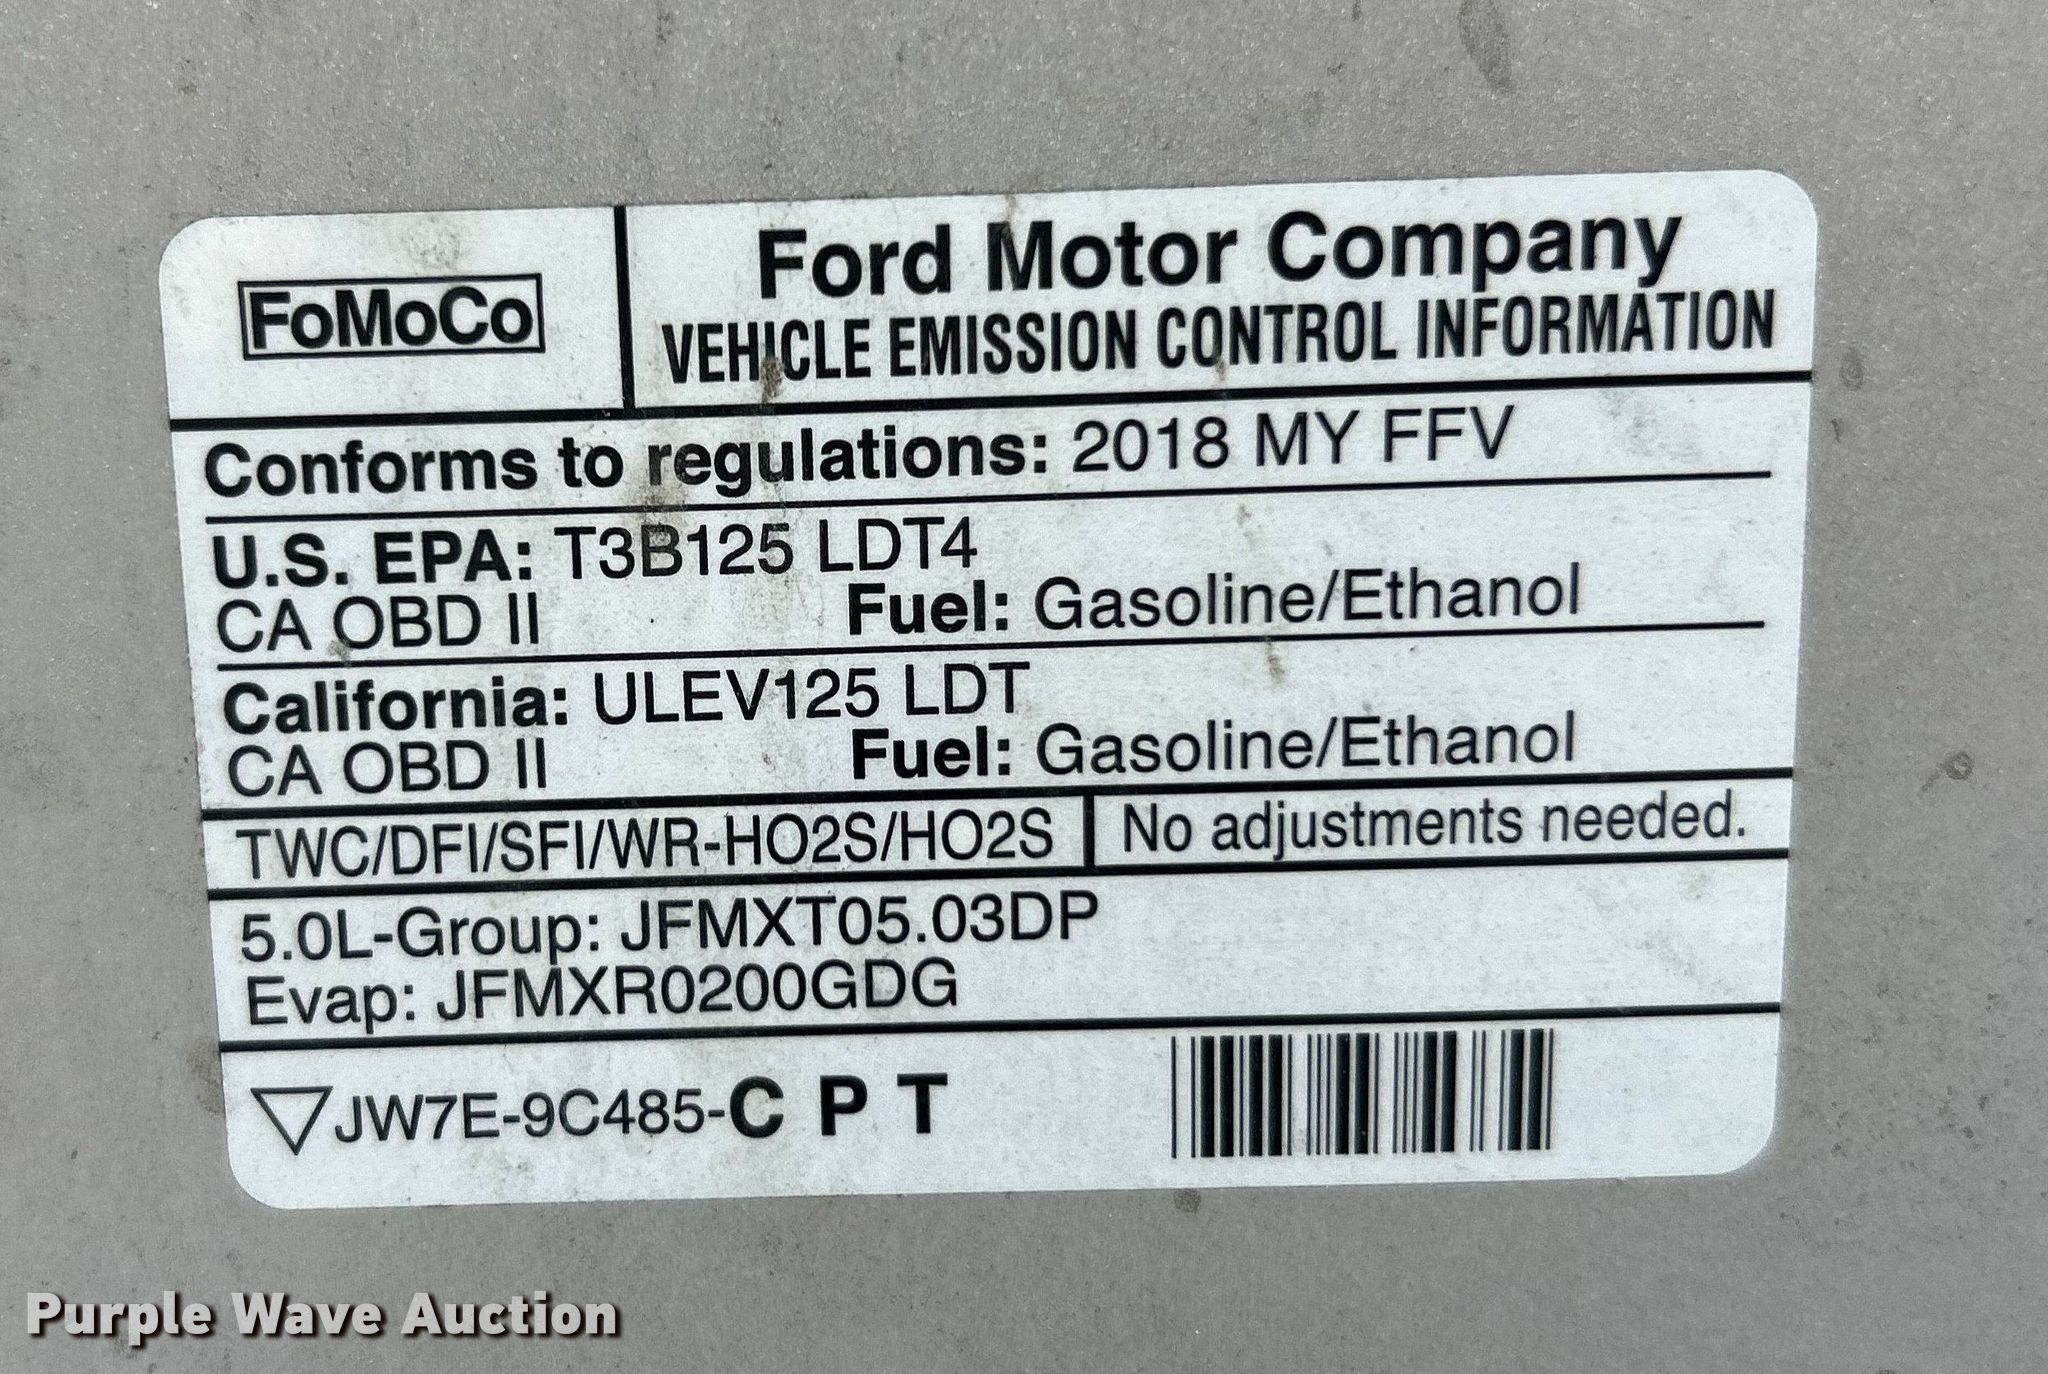 FoMoCo
Ford Motor Company
VEHICLE EMISSION CONTROL INFORMATION
Conforms to regulations: 2018 MY FFV
U.S. EPA: T3B125 LDT4
CA OBD II Fuel: Gasoline/Ethanol
California: ULEV125 LDT
CA OBD II Fuel: Gasoline/Ethanol
TWC/DFI/SFI/WR-HO2S/HO2S No adjustments needed.
5.0L-Group: JFMXT05.03DP
Evap: JFMXR0200GDG
JW7E-9C485-C P T
Purple Wave Auction